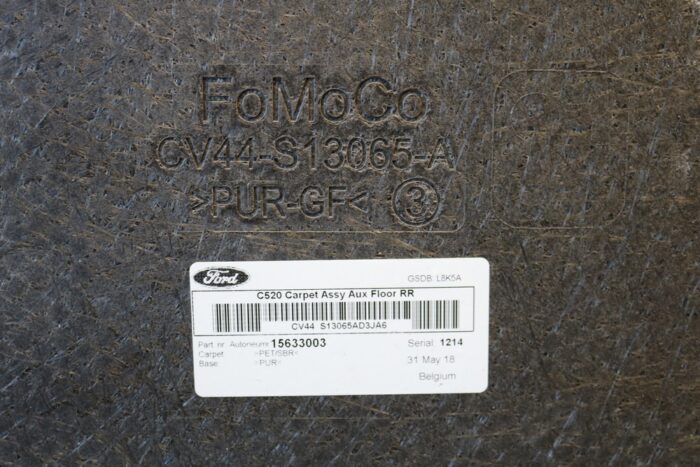 FoMoCo
CV44-S13065-A
>PUR-GF< 3
Ford GSDB: L8K5A
C520 Carpet Assy Aux Floor RR
CV44 S13065AD3JA6
Part. nr. Autoneum: 15633003 Serial: 1214
Carpet: >PET/SBR< 31 May 18
Base: >PUR<
Belgium